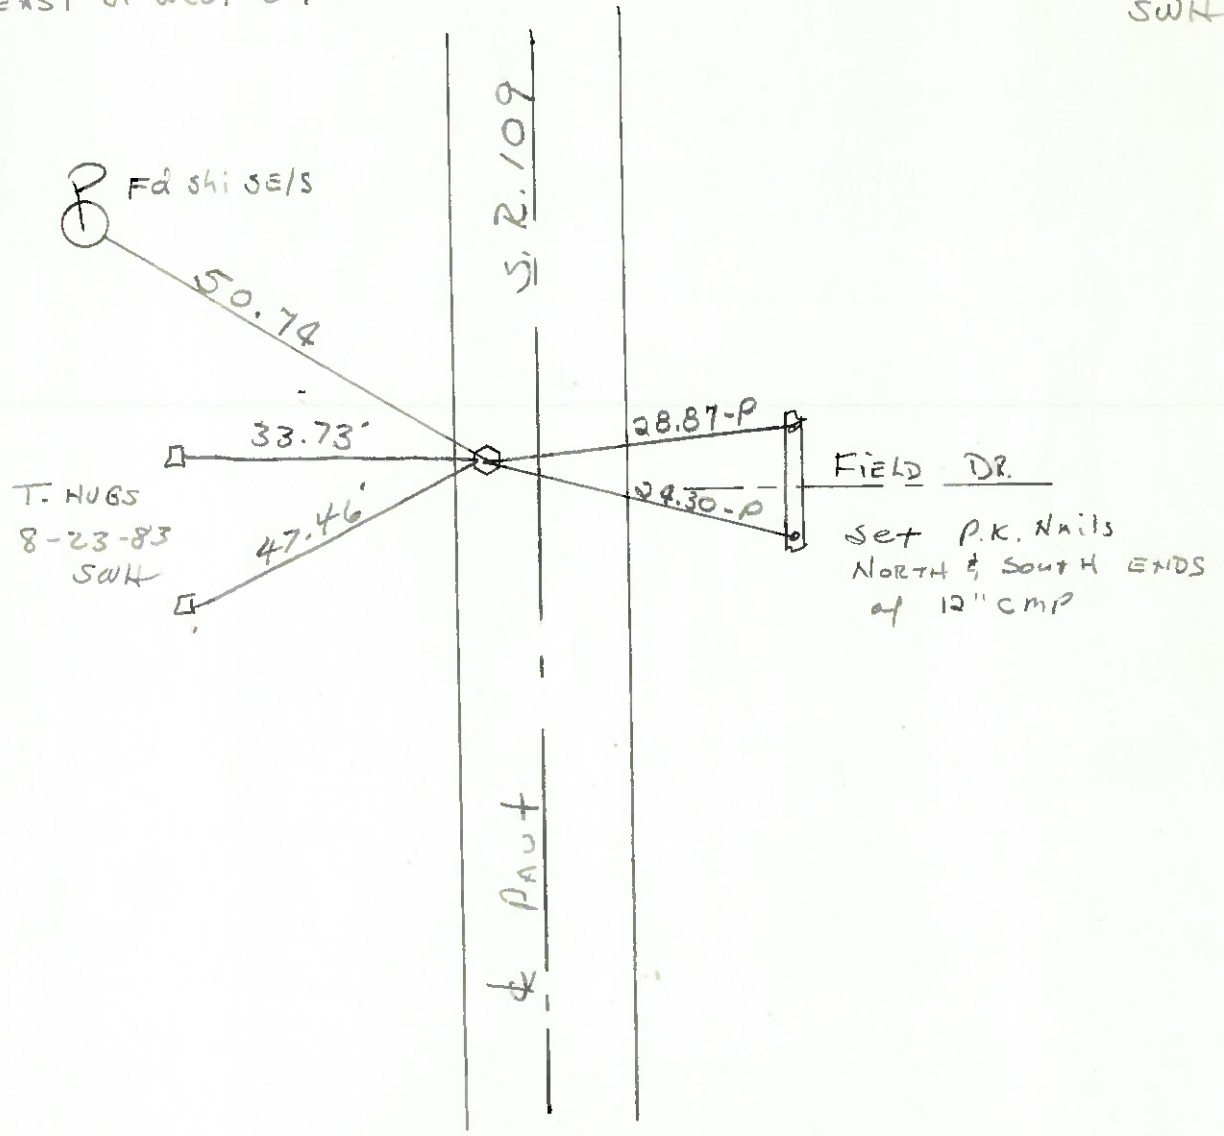 SWH
S.R. 109
Fd shi SE/S
50.74
33.73'
28.87-P
T. HUGS
8-23-83
SWH
47.46'
24.30-P
FIELD DR.
Set P.K. Nails
NORTH & SOUTH ENDS
of 12" CMP
℄ PAVT